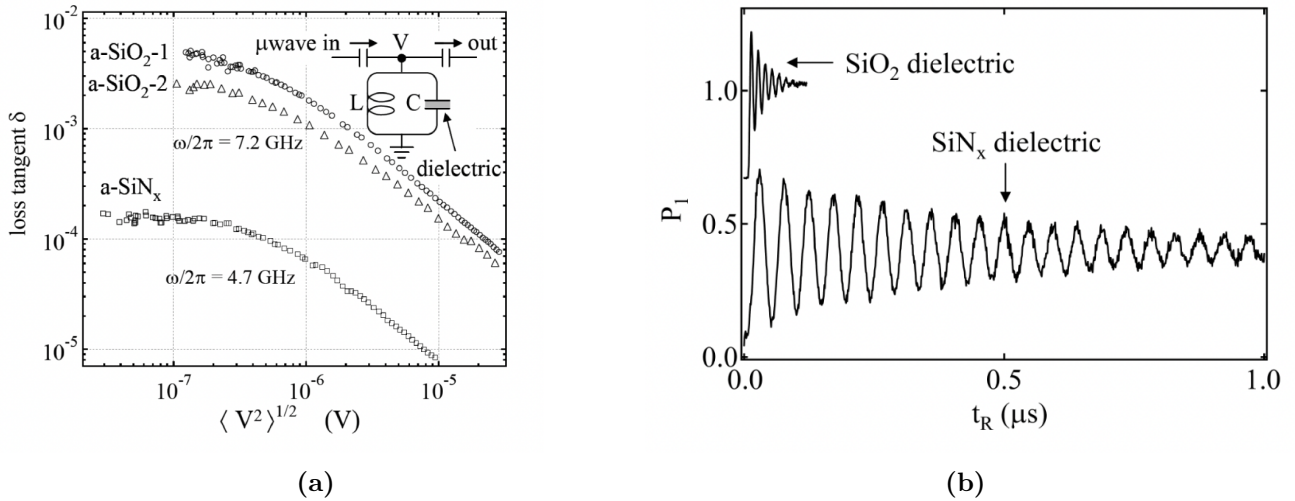 10⁻²
a-SiO₂-1
a-SiO₂-2
μwave in
V
out
L
C
10⁻³
ω/2π = 7.2 GHz
dielectric
a-SiNₓ
10⁻⁴
ω/2π = 4.7 GHz
10⁻⁵
loss tangent δ
10⁻⁷
10⁻⁶
10⁻⁵
⟨ V² ⟩^1/2 (V)
(a)
SiO₂ dielectric
1.0
SiNₓ dielectric
P₁
0.5
0.0
0.0
0.5
1.0
t_R (μs)
(b)